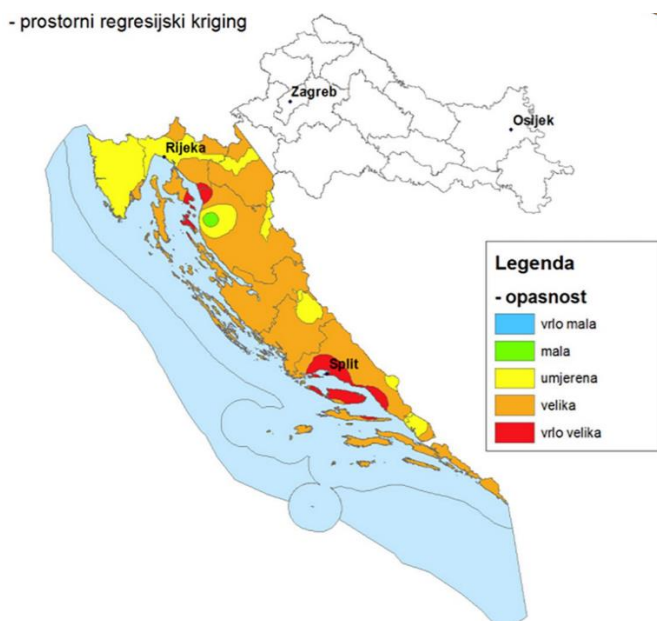 - prostorni regresijski kriging
Zagreb
Osijek
Rijeka
Legenda
- opasnost
vrlo mala
mala
umjerena
velika
vrlo velika
Split